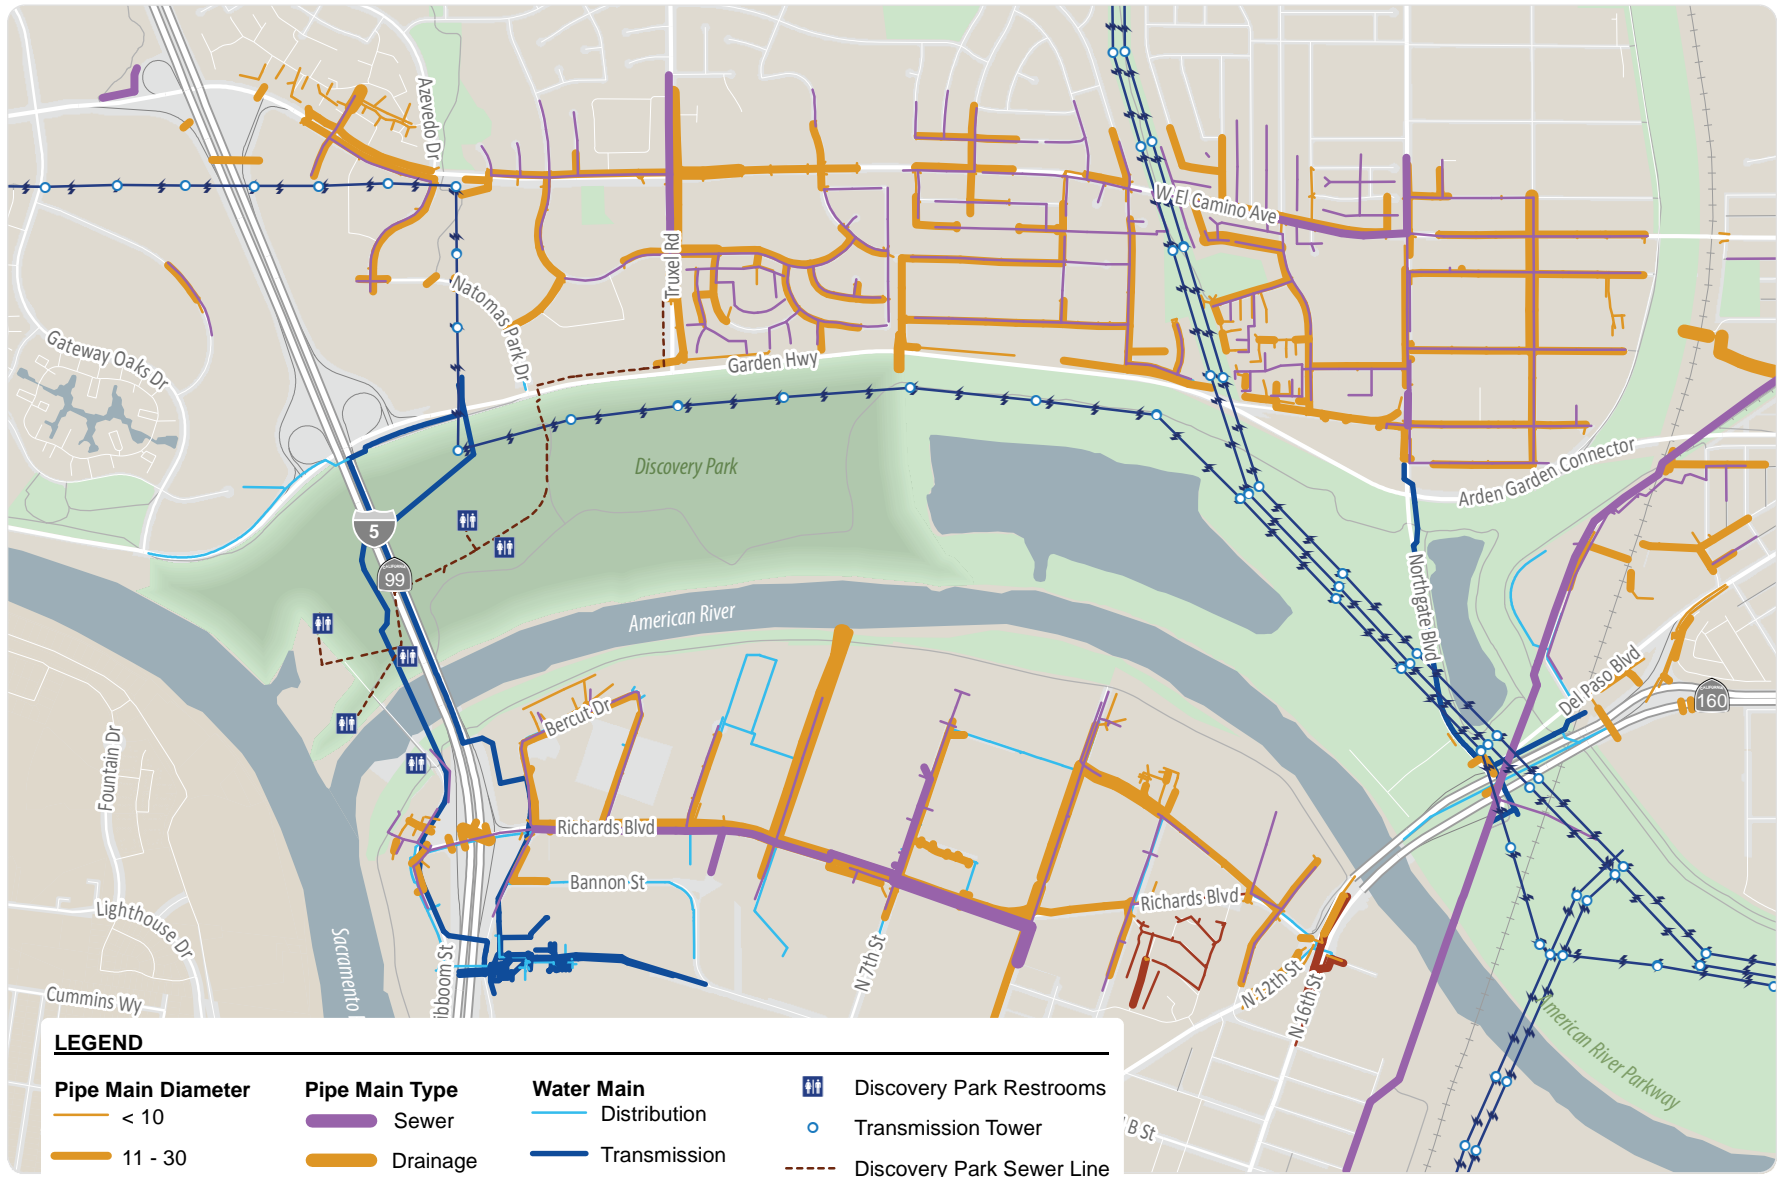 Azevedo Dr
W El Camino Ave
Truxel Rd
Natomas Park Dr
Gateway Oaks Dr
Garden Hwy
Discovery Park
Arden Garden Connector
5
CALIFORNIA
99
Northgate Blvd
American River
Del Paso Blvd
CALIFORNIA
160
Bercut Dr
Fountain Dr
Richards Blvd
Bannon St
Richards Blvd
Lighthouse Dr
Sacramento
ibboom St
N 7th St
N 12th St
N 16th St
Cummins Wy
American River Parkway
B St
LEGEND
Pipe Main Diameter
< 10
11 - 30
Pipe Main Type
Sewer
Drainage
Water Main
Distribution
Transmission
Discovery Park Restrooms
Transmission Tower
Discovery Park Sewer Line